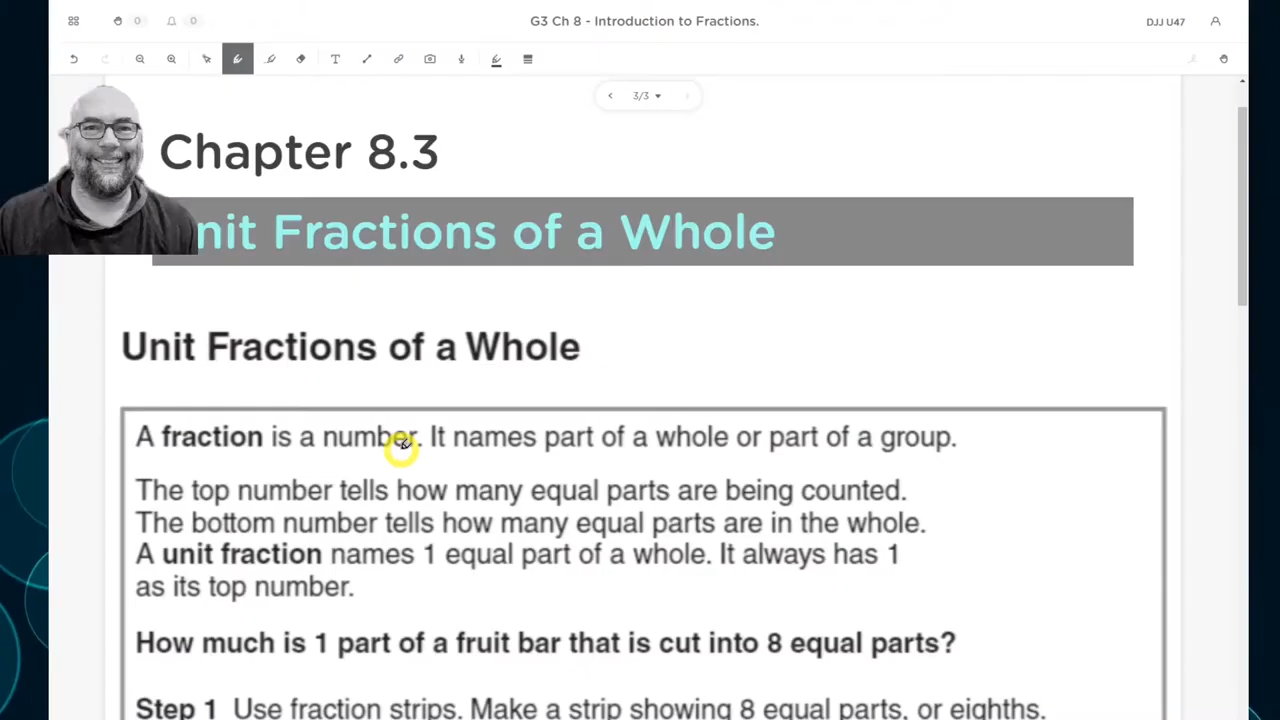 0
0
G3 Ch 8 - Introduction to Fractions.
DJJ U47
3/3
Chapter 8.3
nit Fractions of a Whole
Unit Fractions of a Whole
A fraction is a number. It names part of a whole or part of a group.
The top number tells how many equal parts are being counted.
The bottom number tells how many equal parts are in the whole.
A unit fraction names 1 equal part of a whole. It always has 1
as its top number.
How much is 1 part of a fruit bar that is cut into 8 equal parts?
Step 1 Use fraction strips. Make a strip showing 8 equal parts, or eighths.